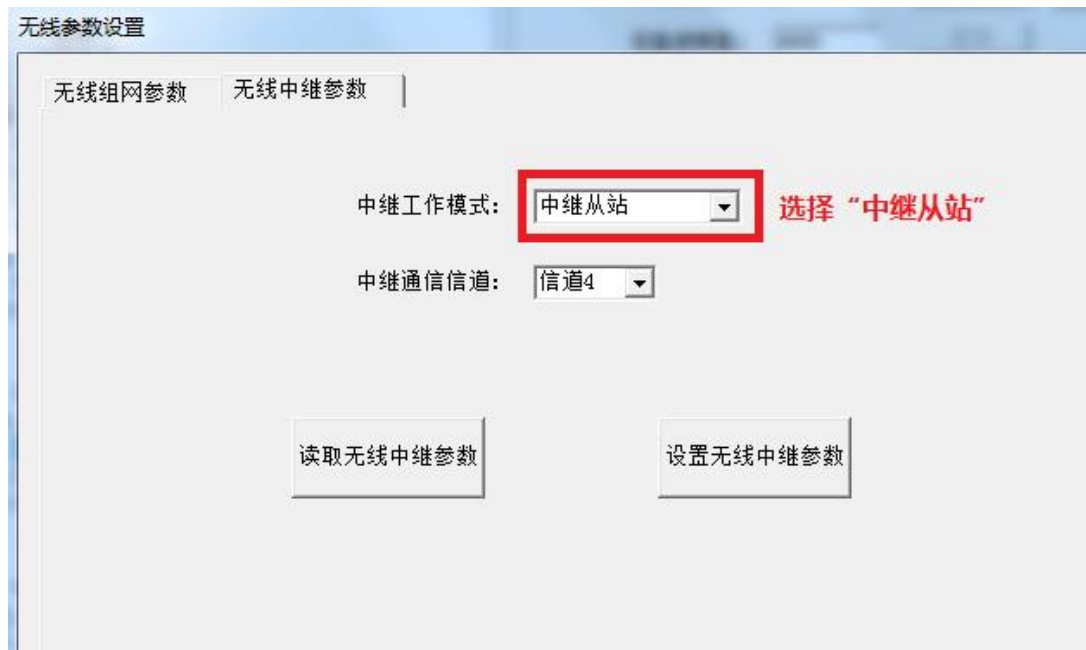 无线参数设置
无线组网参数 无线中继参数
中继工作模式： 中继从站 选择“中继从站”
中继通信信道： 信道4
读取无线中继参数 设置无线中继参数